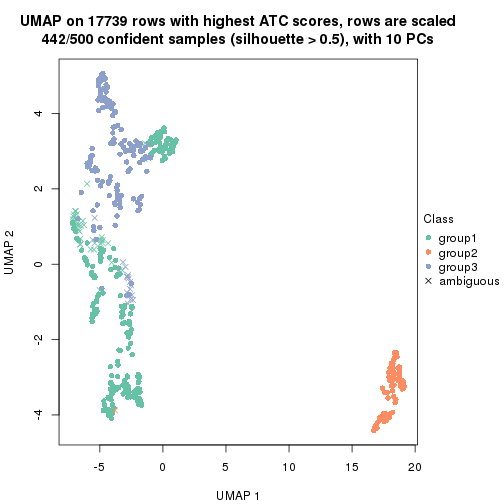 UMAP on 17739 rows with highest ATC scores, rows are scaled
442/500 confident samples (silhouette > 0.5), with 10 PCs
4
2
0
-2
-4
UMAP 2
-5
0
5
10
15
20
UMAP 1
Class
group1
group2
group3
ambiguous